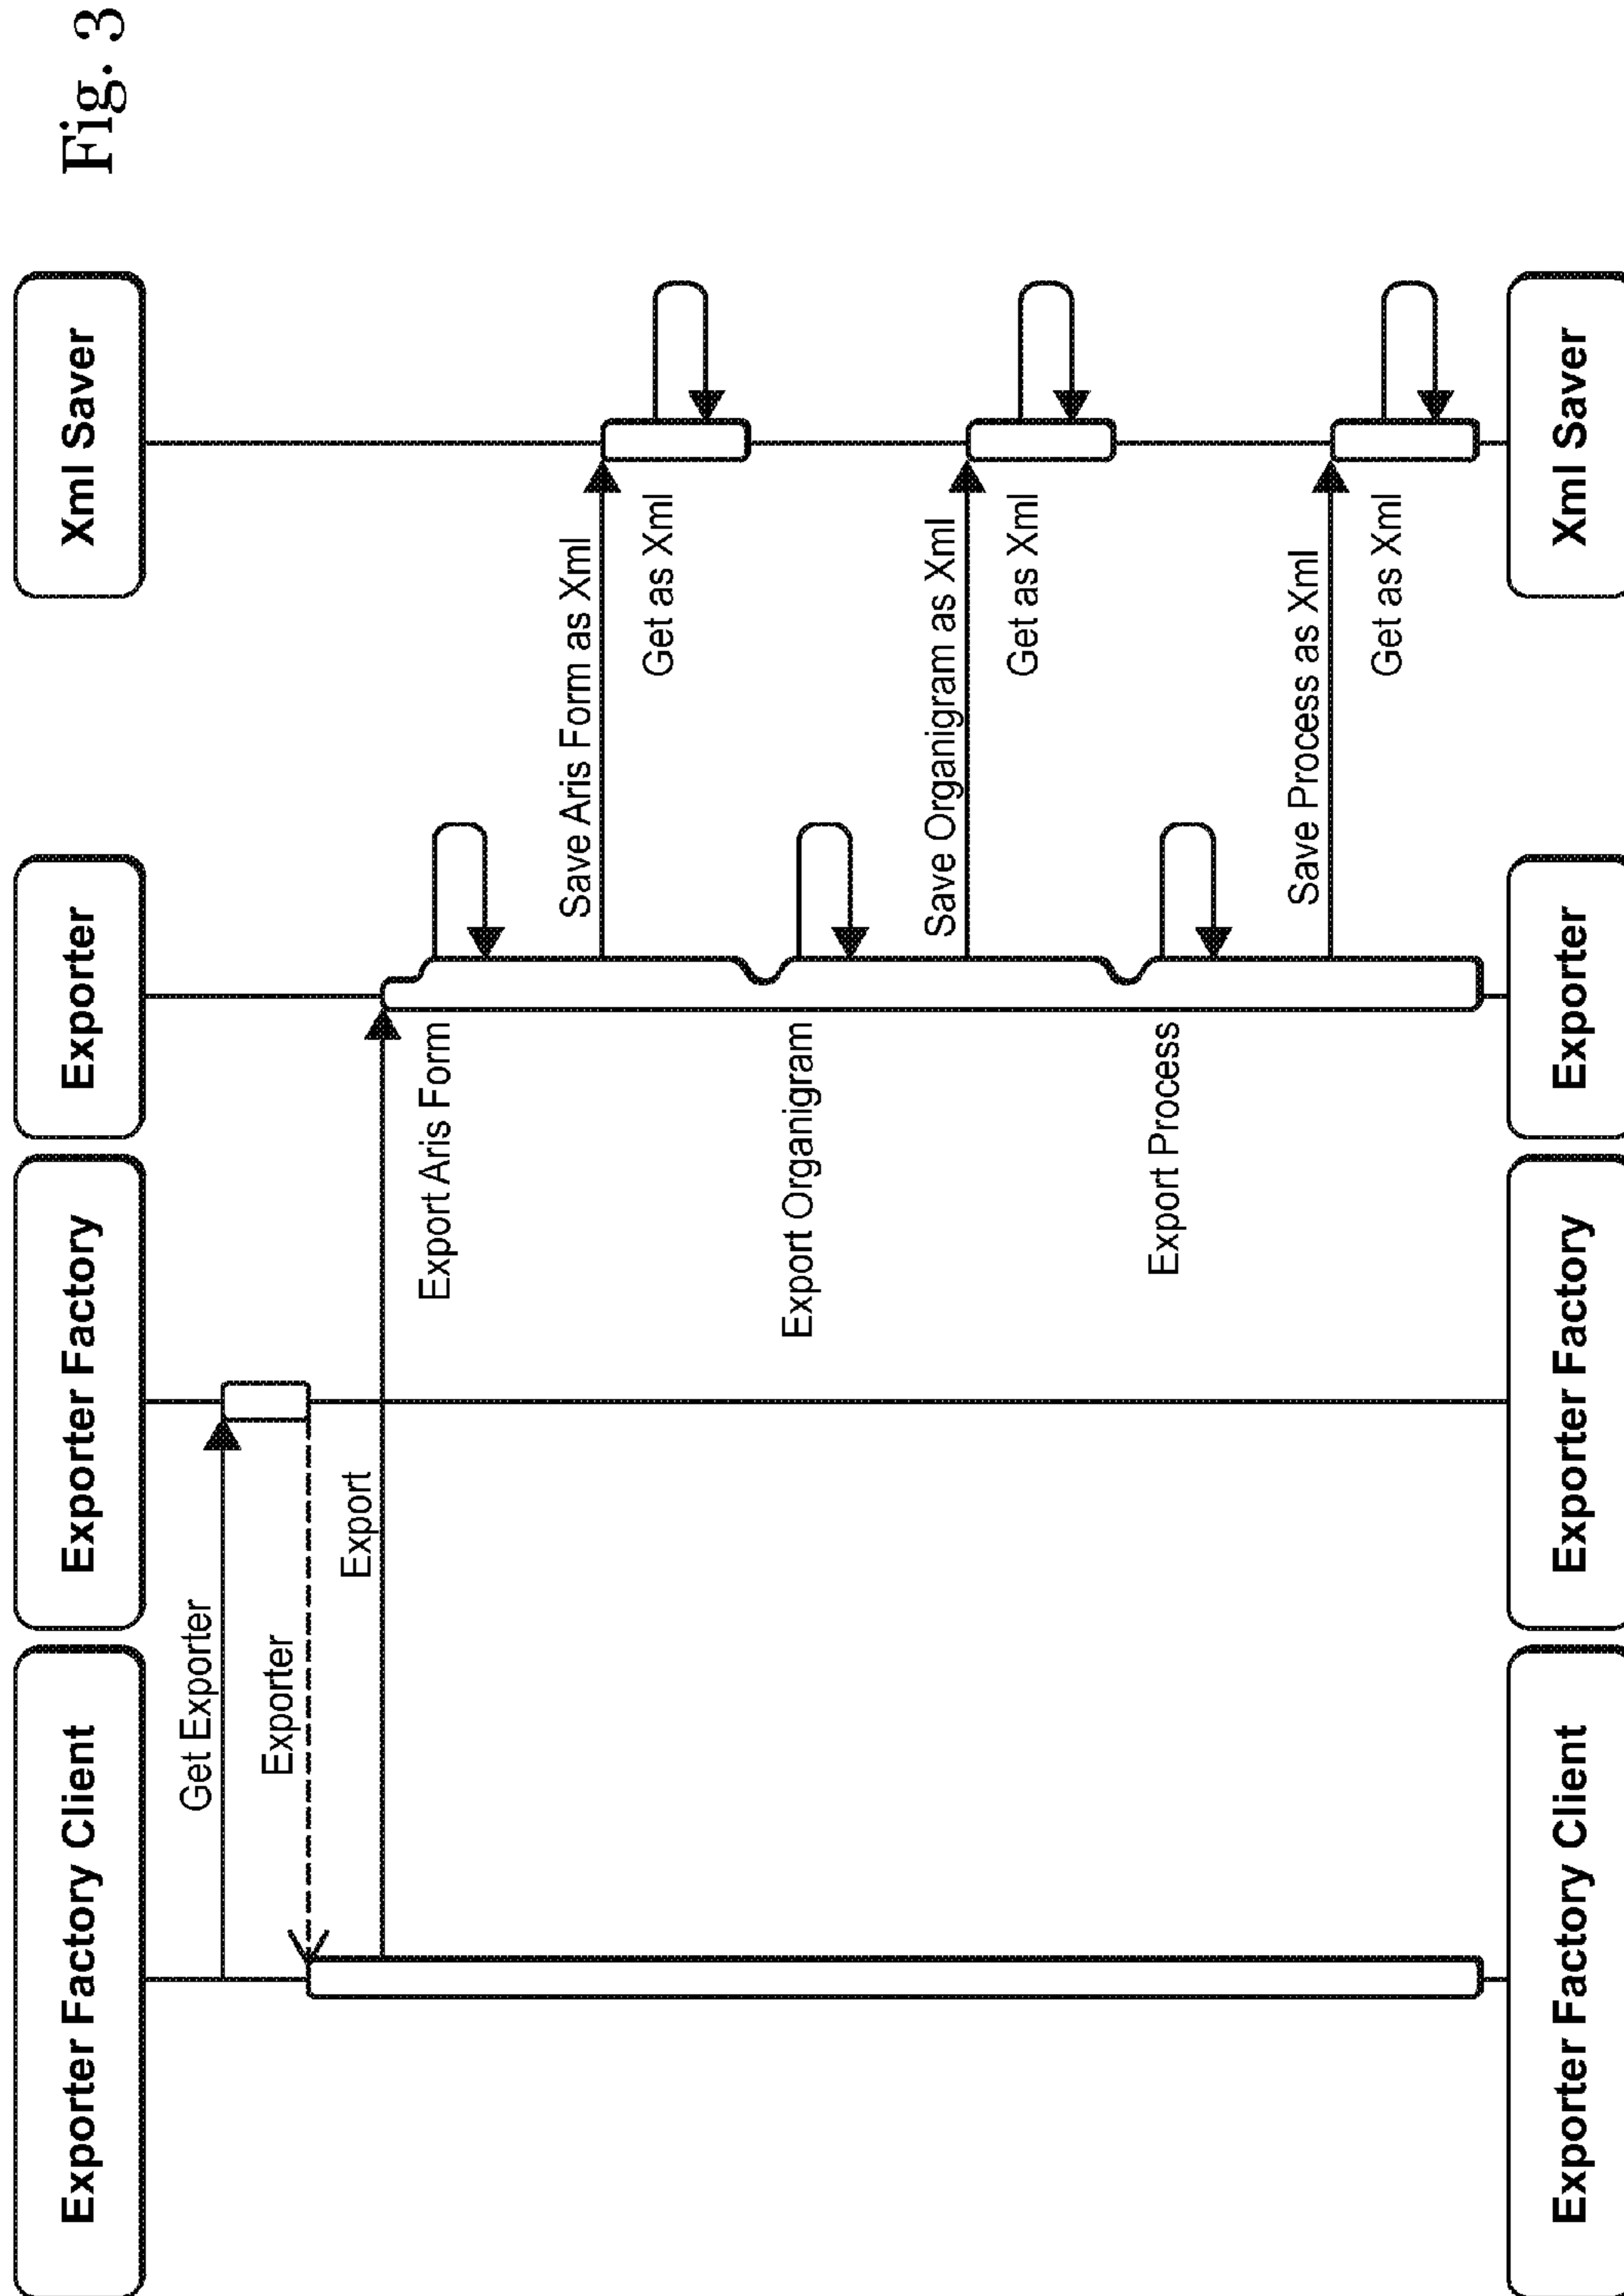 Fig. 3
Exporter Factory Client
Exporter Factory
Exporter
Xml Saver
Get Exporter
Exporter
Export
Export Aris Form
Save Aris Form as Xml
Get as Xml
Export Organigram
Save Organigram as Xml
Get as Xml
Export Process
Save Process as Xml
Get as Xml
Exporter Factory Client
Exporter Factory
Exporter
Xml Saver